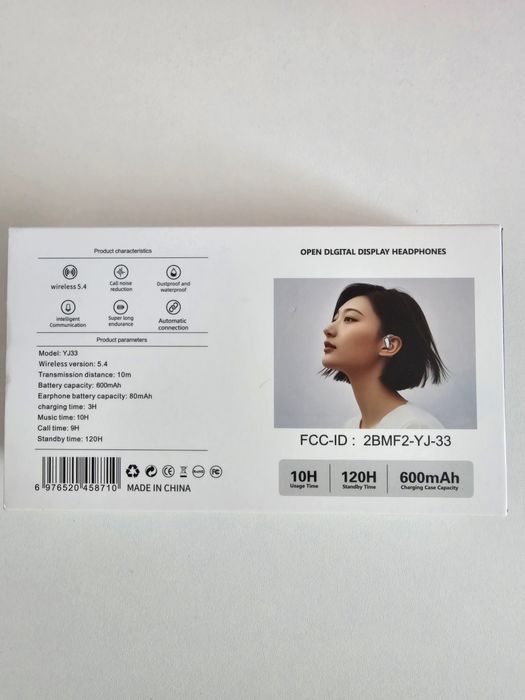 Product characteristics
wireless 5.4
Call noise
reduction
Dustproof and
waterproof
intelligent
Communication
Super long
endurance
Automatic
connection
Product parameters
Model: YJ33
Wireless version: 5.4
Transmission distance: 10m
Battery capacity: 600mAh
Earphone battery capacity: 80mAh
charging time: 3H
Music time: 10H
Call time: 9H
Standby time: 120H
6 976520 458710
MADE IN CHINA
OPEN DLGITAL DISPLAY HEADPHONES
FCC-ID : 2BMF2-YJ-33
10H
Usage Time
120H
Standby Time
600mAh
Charging Case Capacity